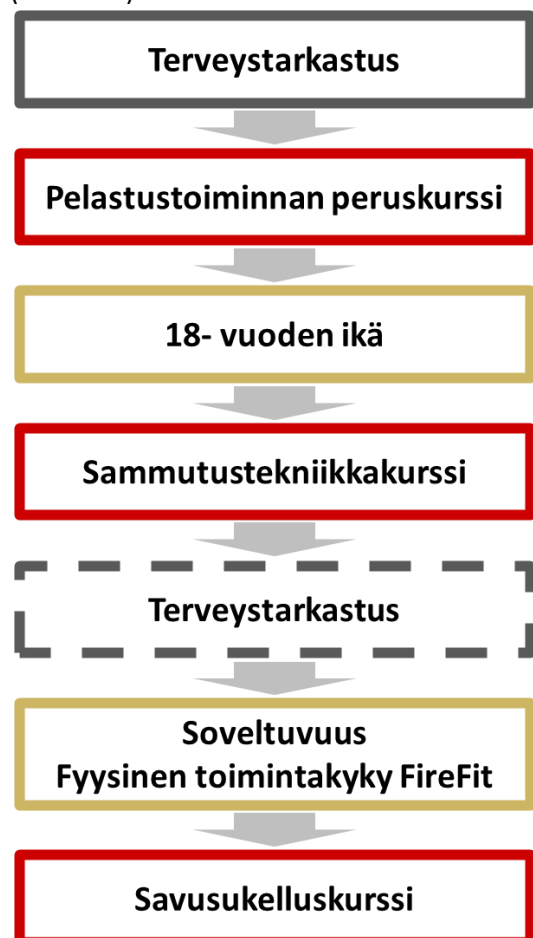 Terveystarkastus
Pelastustoiminnan peruskurssi
18- vuoden ikä
Sammutustekniikkakurssi
Terveystarkastus
Soveltuvuus
Fyysinen toimintakyky FireFit
Savusukelluskurssi